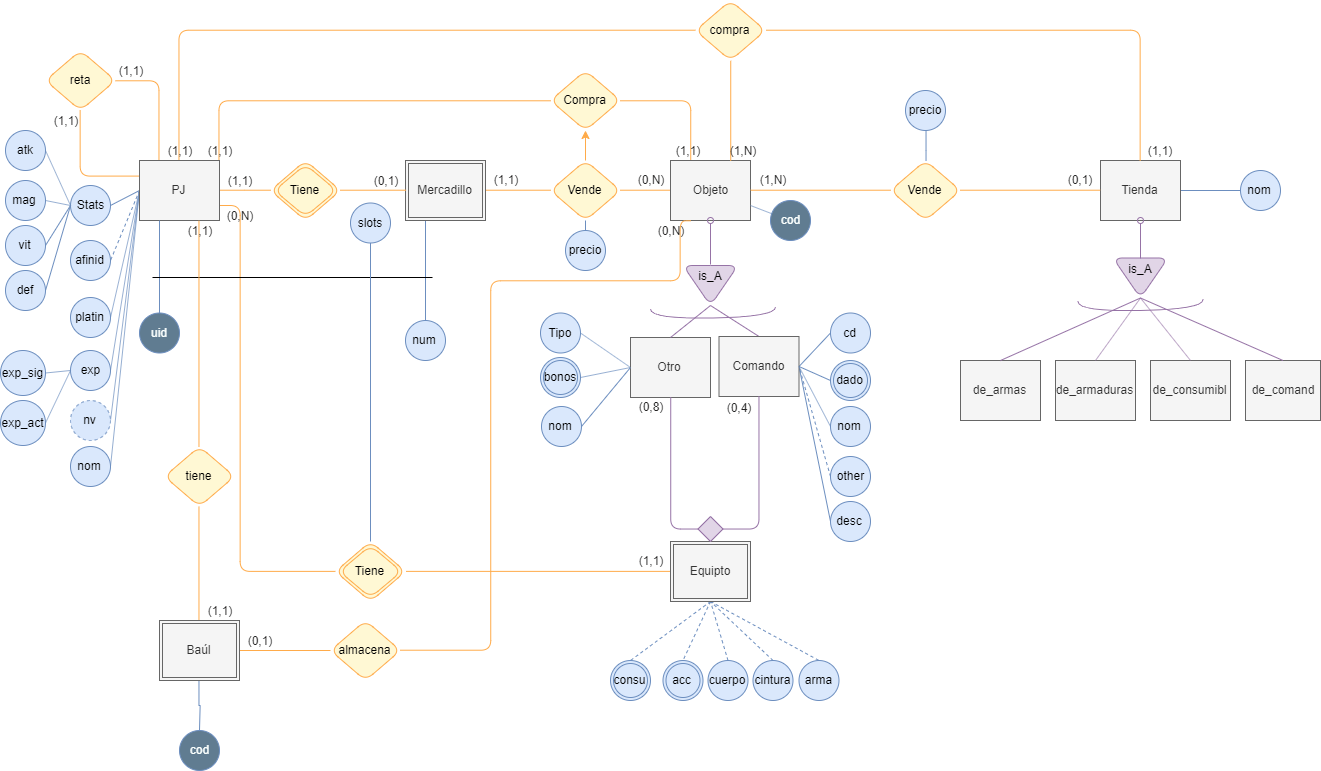 compra
reta
(1,1)
(1,1)
Compra
precio
atk
(1,1)
(1,1)
(1,1)
(1,N)
(1,1)
PJ
(1,1)
Tiene
(0,1)
Mercadillo
(1,1)
Vende
(0,N)
Objeto
(1,N)
Vende
(0,1)
Tienda
nom
mag
Stats
(0,N)
slots
cod
(1,1)
(0,N)
vit
afinid
precio
is_A
is_A
def
platin
uid
num
Tipo
Otro
Comando
cd
exp_sig
exp
bonos
dado
de_armas
de_armaduras
de_consumibl
de_comand
(0,8)
(0,4)
exp_act
nv
nom
nom
nom
tiene
other
desc
(1,1)
Tiene
Equipto
(1,1)
Baúl
(0,1)
almacena
consu
acc
cuerpo
cintura
arma
cod